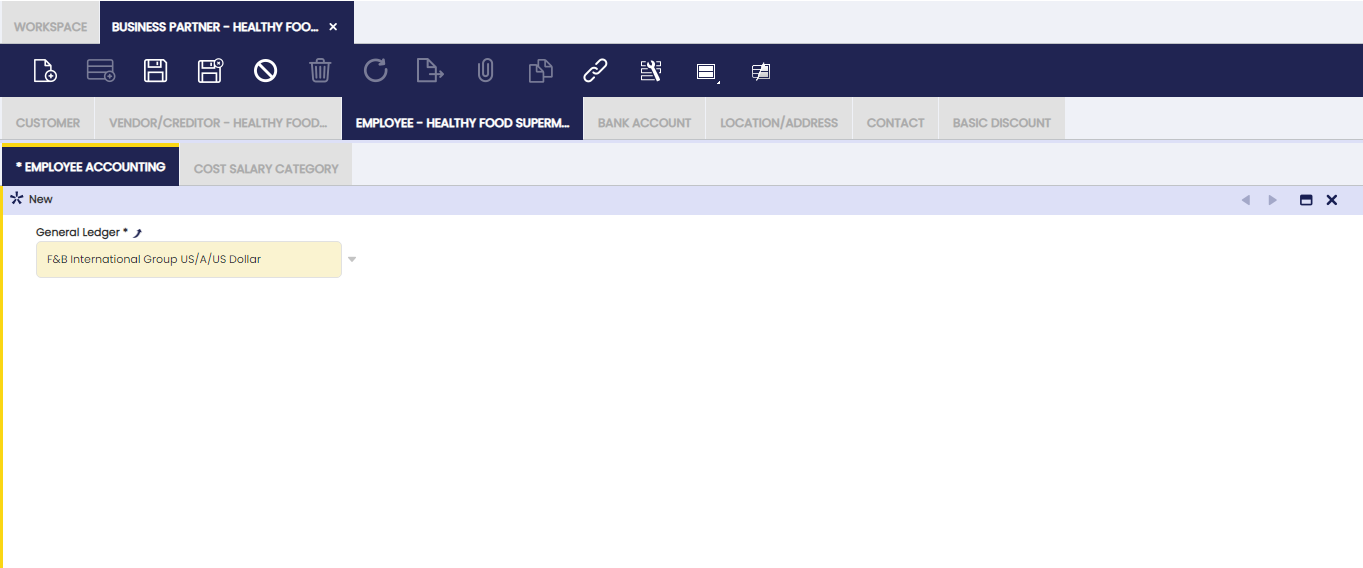 WORKSPACE
BUSINESS PARTNER - HEALTHY FOO...
CUSTOMER
VENDOR/CREDITOR - HEALTHY FOOD...
EMPLOYEE - HEALTHY FOOD SUPERM...
BANK ACCOUNT
LOCATION/ADDRESS
CONTACT
BASIC DISCOUNT
* EMPLOYEE ACCOUNTING
COST SALARY CATEGORY
New
General Ledger *
F&B International Group US/A/US Dollar